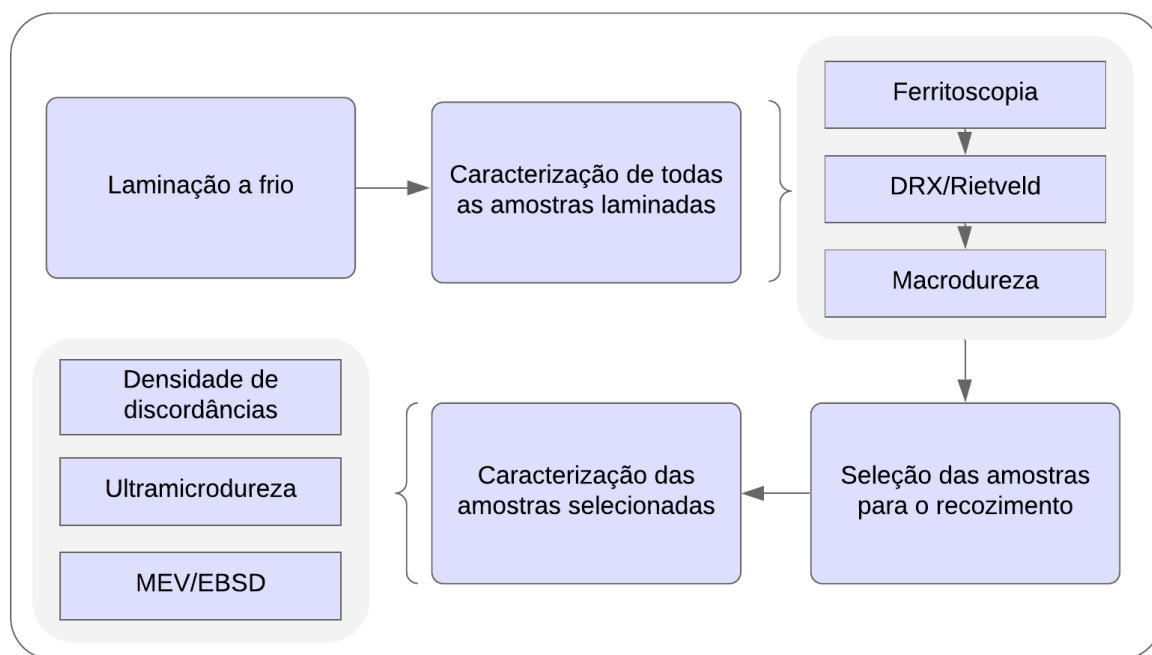 Laminação a frio
Caracterização de todas
as amostras laminadas
Ferritoscopia
DRX/Rietveld
Macrodureza
Seleção das amostras
para o recozimento
Caracterização das
amostras selecionadas
Densidade de
discordâncias
Ultramicrodureza
MEV/EBSD